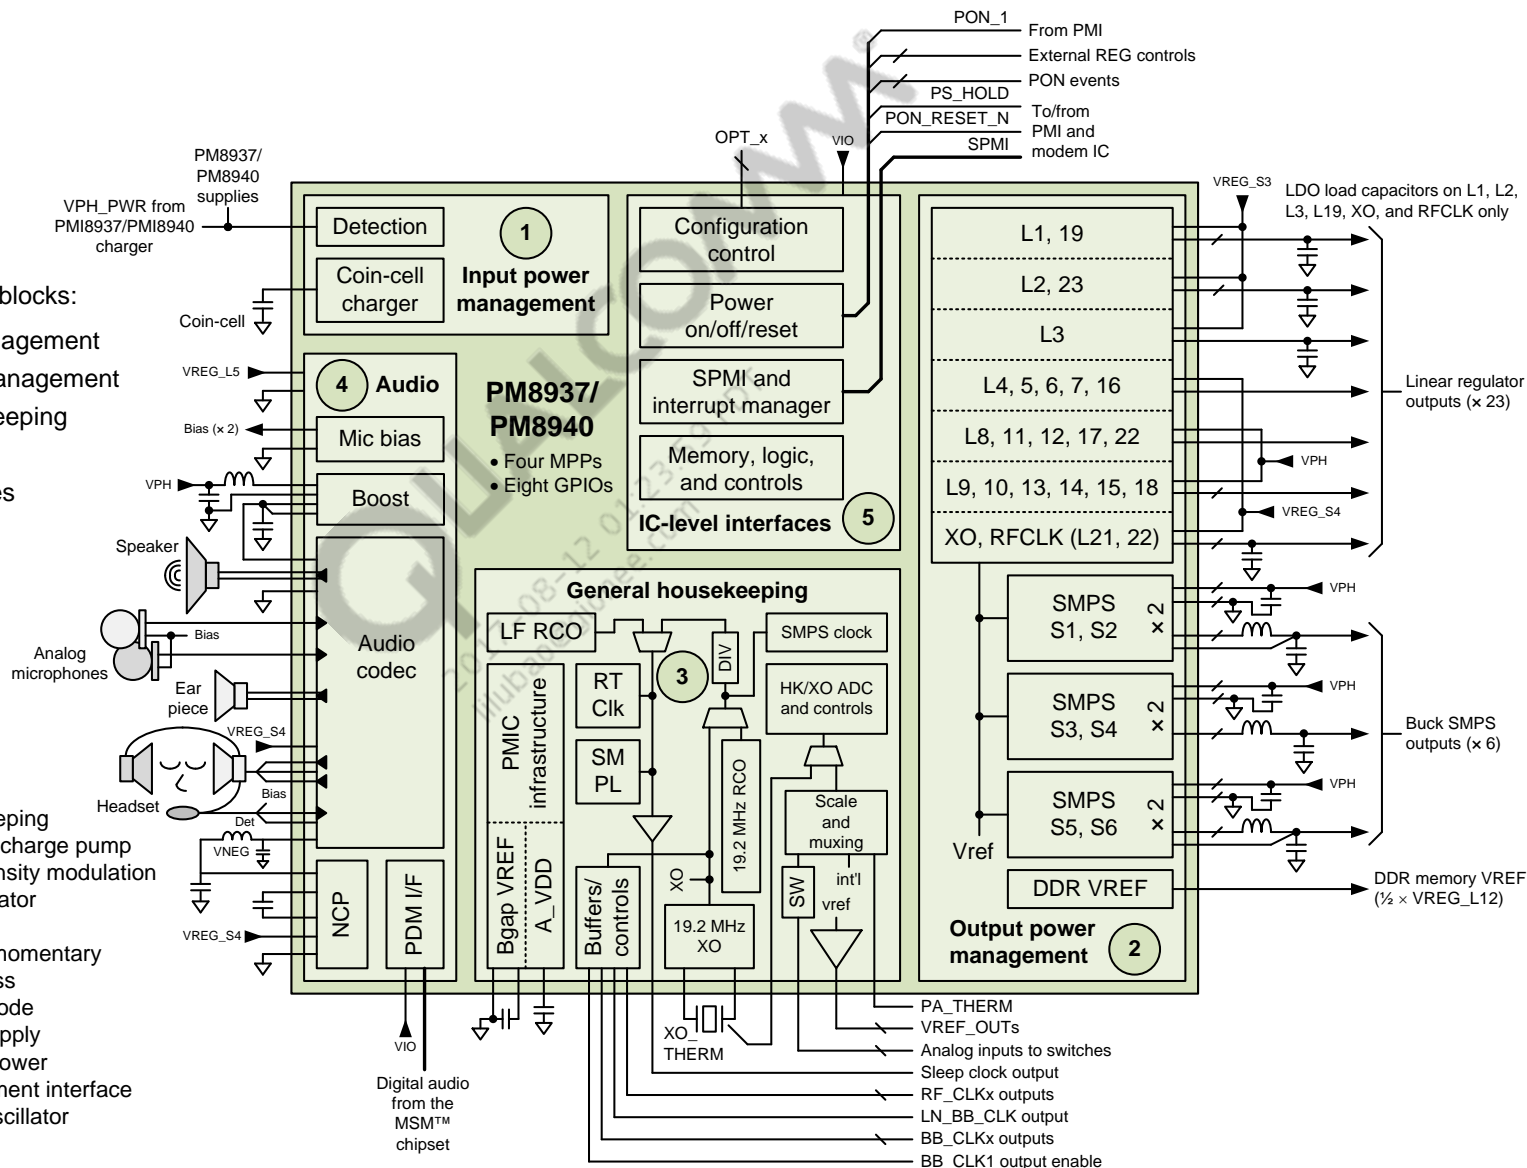 PON_1
From PMI
External REG controls
PON events
PS_HOLD
To/from
PON_RESET_N
PMI and
SPMI
modem IC
OPT_x
VIO
PM8937/
PM8940
supplies
VPH_PWR from
PMI8937/PMI8940
charger
VREG_S3
LDO load capacitors on L1, L2,
L3, L19, XO, and RFCLK only
Detection
1
Coin-cell
charger
Input power
management
Coin-cell
blocks:
agement
anagement
eeping
es
Configuration
control
Power
on/off/reset
SPMI and
interrupt manager
Memory, logic,
and controls
IC-level interfaces
5
L1, 19
L2, 23
L3
L4, 5, 6, 7, 16
L8, 11, 12, 17, 22
L9, 10, 13, 14, 15, 18
XO, RFCLK (L21, 22)
Linear regulator
outputs (× 23)
VPH
VREG_S4
VREG_L5
4
Audio
Bias (× 2)
Mic bias
VPH
Boost
PM8937/
PM8940
• Four MPPs
• Eight GPIOs
QUALCOMM®
2017-08-12 01:23:59 PDT
lilubao@gionee.com
Speaker
Bias
Analog
microphones
Ear
piece
Audio
codec
VREG_S4
Headset
Bias
Det
VNEG
NCP
PDM I/F
VREG_S4
VIO
Digital audio
from the
MSM™
chipset
General housekeeping
LF RCO
DIV
SMPS clock
3
RT
Clk
HK/XO ADC
and controls
PMIC
infrastructure
SM
PL
19.2 MHz RCO
Scale
and
muxing
Bgap VREF
A_VDD
Buffers/
controls
XO
19.2 MHz
XO
SW
int'l
vref
XO_
THERM
SMPS
S1, S2
× 2
VPH
SMPS
S3, S4
× 2
VPH
SMPS
S5, S6
× 2
VPH
Buck SMPS
outputs (× 6)
Vref
DDR VREF
DDR memory VREF
(½ × VREG_L12)
Output power
management
2
eping
charge pump
nsity modulation
ator
momentary
ss
ode
pply
ower
ment interface
scillator
PA_THERM
VREF_OUTs
Analog inputs to switches
Sleep clock output
RF_CLKx outputs
LN_BB_CLK output
BB_CLKx outputs
BB_CLK1 output enable